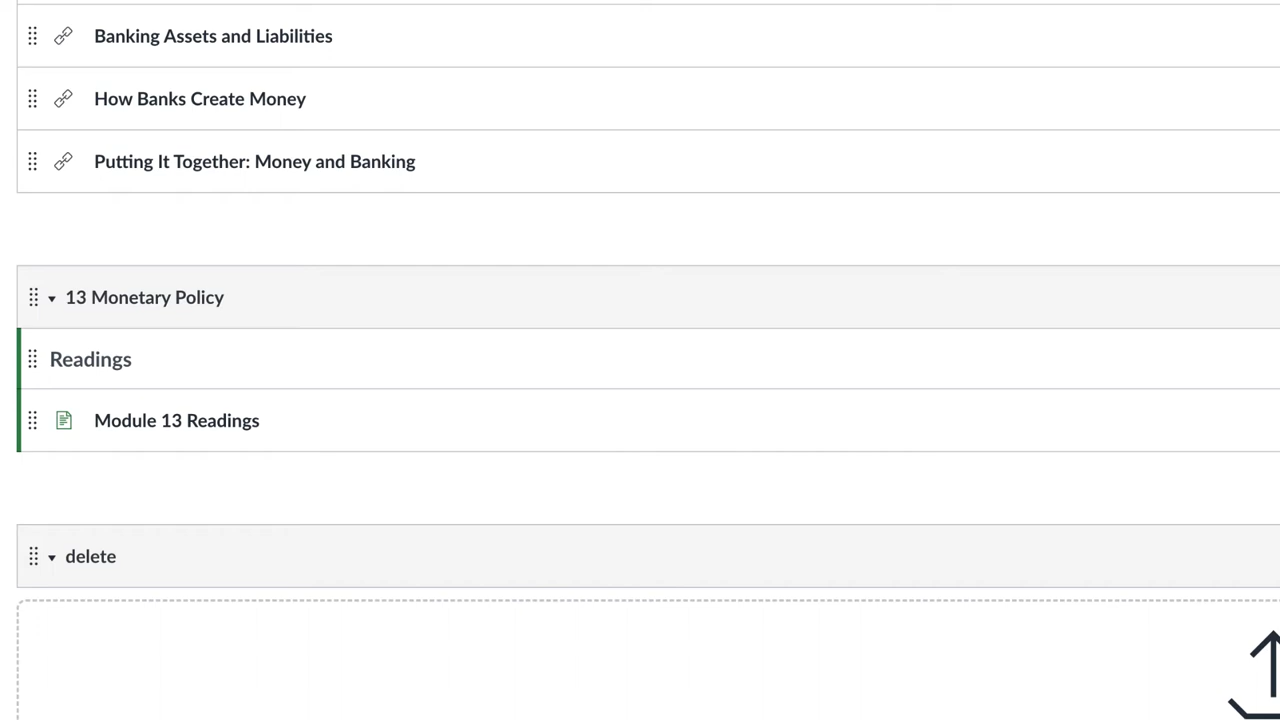 Banking Assets and Liabilities
How Banks Create Money
Putting It Together: Money and Banking
13 Monetary Policy
Readings
Module 13 Readings
delete